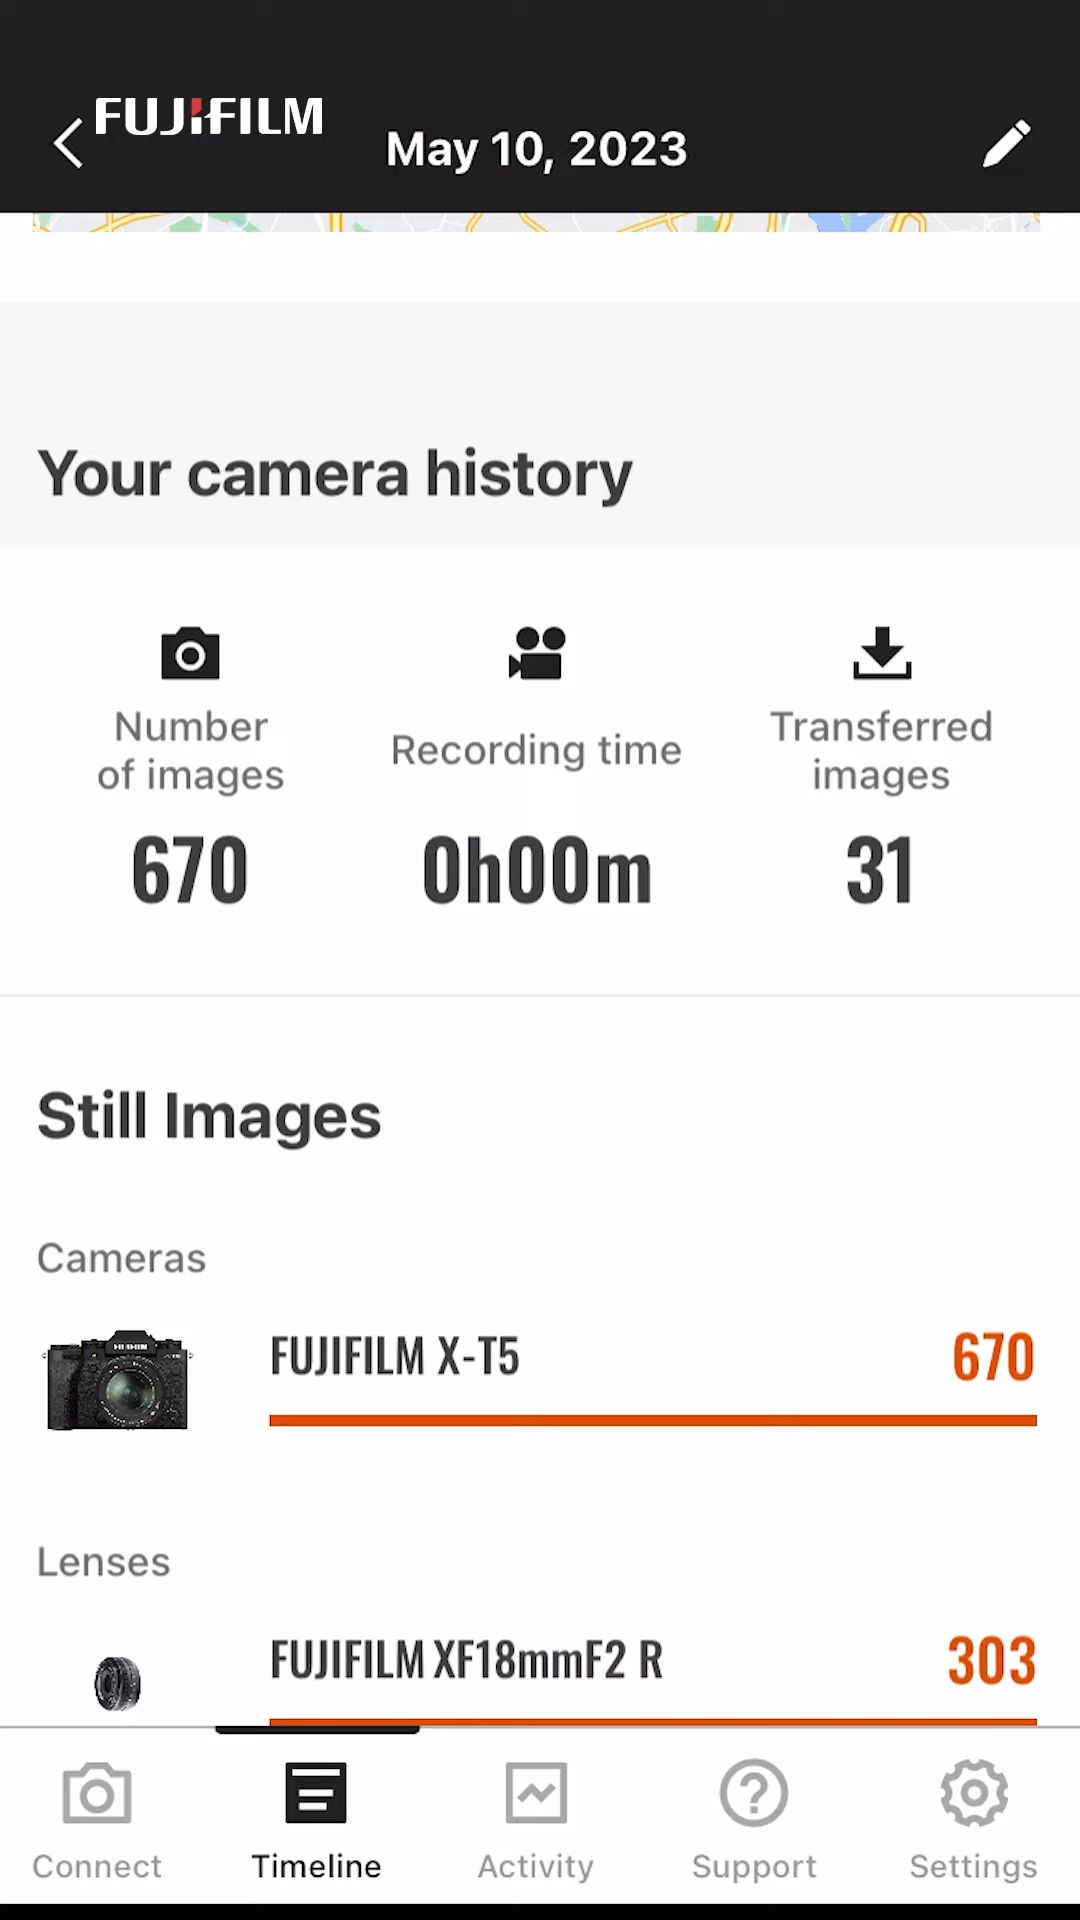 FUJIFILM
May 10, 2023
Your camera history
Number
of images
Recording time
Transferred
images
670
0h00m
31
Still Images
Cameras
FUJIFILM X-T5
670
Lenses
FUJIFILM XF18mmF2 R
303
Connect
Timeline
Activity
Support
Settings